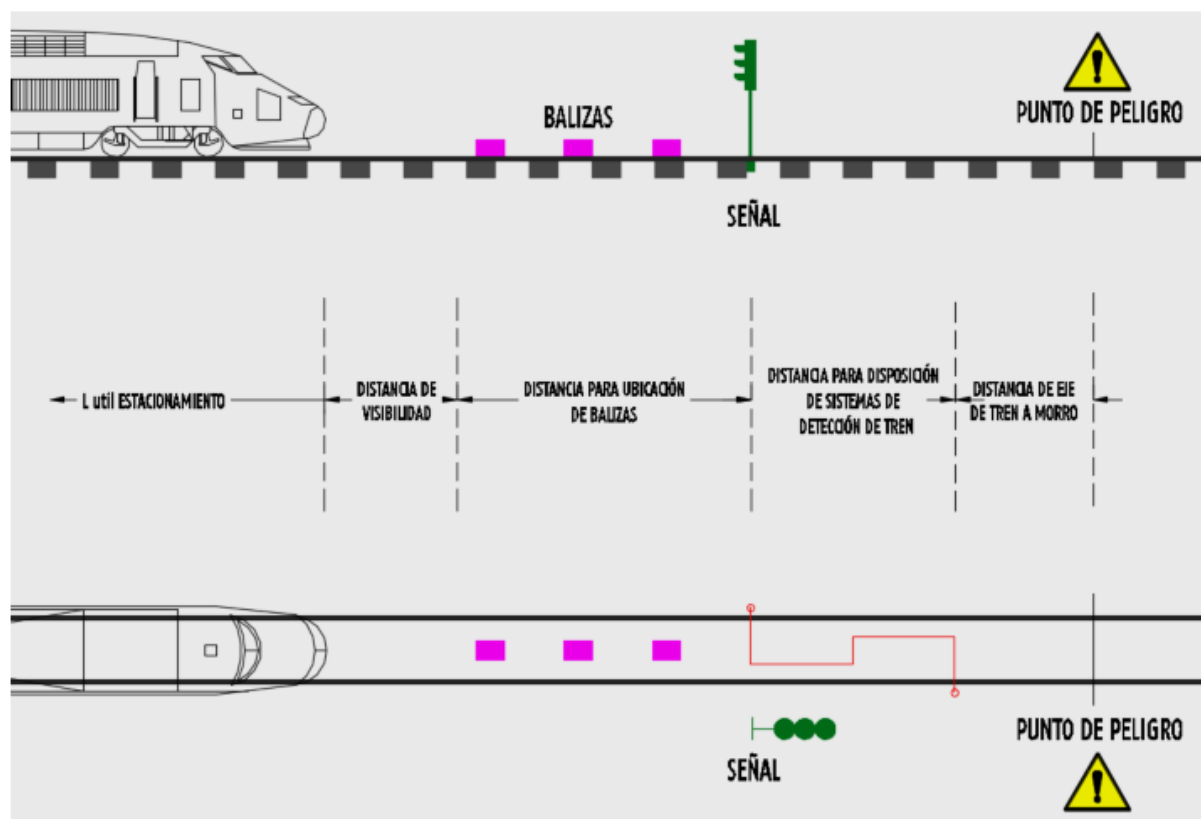 BALIZAS
PUNTO DE PELIGRO
SEÑAL
L util ESTACIONAMIENTO
DISTANCIA DE
VISIBILIDAD
DISTANCIA PARA UBICACIÓN
DE BALIZAS
DISTANCIA PARA DISPOSICIÓN
DE SISTEMAS DE
DETECCIÓN DE TREN
DISTANCIA DE EJE
DE TREN A MORRO
PUNTO DE PELIGRO
SEÑAL